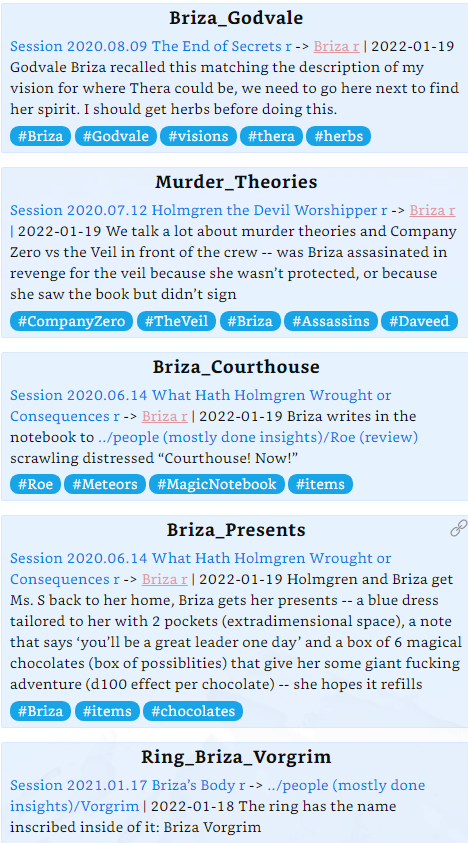 Briza_Godvale
Session 2020.08.09 The End of Secrets r -> Briza r | 2022-01-19
Godvale Briza recalled this matching the description of my
vision for where Thera could be, we need to go here next to find
her spirit. I should get herbs before doing this.
#Briza #Godvale #visions #thera #herbs
Murder_Theories
Session 2020.07.12 Holmgren the Devil Worshipper r -> Briza r
| 2022-01-19 We talk a lot about murder theories and Company
Zero vs the Veil in front of the crew -- was Briza assasinated in
revenge for the veil because she wasn’t protected, or because
she saw the book but didn’t sign
#CompanyZero #TheVeil #Briza #Assassins #Daveed
Briza_Courthouse
Session 2020.06.14 What Hath Holmgren Wrought or
Consequences r -> Briza r | 2022-01-19 Briza writes in the
notebook to ../people (mostly done insights)/Roe (review)
scrawling distressed “Courthouse! Now!”
#Roe #Meteors #MagicNotebook #items
Briza_Presents
Session 2020.06.14 What Hath Holmgren Wrought or
Consequences r -> Briza r | 2022-01-19 Holmgren and Briza get
Ms. S back to her home, Briza gets her presents -- a blue dress
tailored to her with 2 pockets (extradimensional space), a note
that says ‘you’ll be a great leader one day’ and a box of 6 magical
chocolates (box of possiblities) that give her some giant fucking
adventure (d100 effect per chocolate) -- she hopes it refills
#Briza #items #chocolates
Ring_Briza_Vorgrim
Session 2021.01.17 Briza’s Body r -> ../people (mostly done
insights)/Vorgrim | 2022-01-18 The ring has the name
inscribed inside of it: Briza Vorgrim